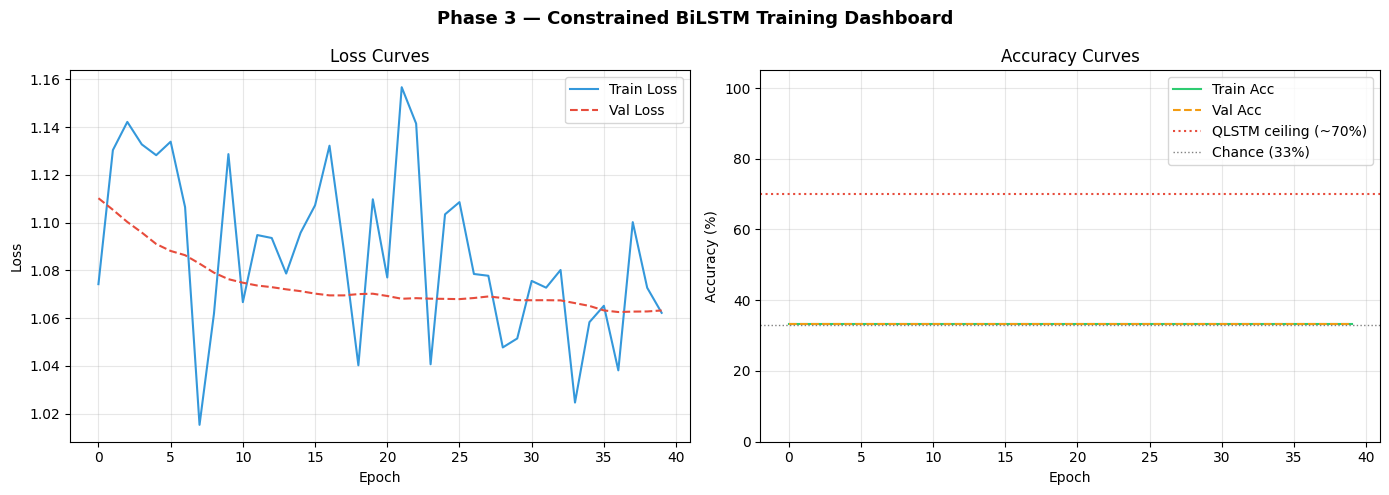 Phase 3 — Constrained BiLSTM Training Dashboard
Loss Curves
Train Loss
Val Loss
1.16
1.14
1.12
1.10
1.08
1.06
1.04
1.02
Loss
0 5 10 15 20 25 30 35 40
Epoch
Accuracy Curves
Train Acc
Val Acc
QLSTM ceiling (~70%)
Chance (33%)
100
80
60
40
20
0
Accuracy (%)
0 5 10 15 20 25 30 35 40
Epoch